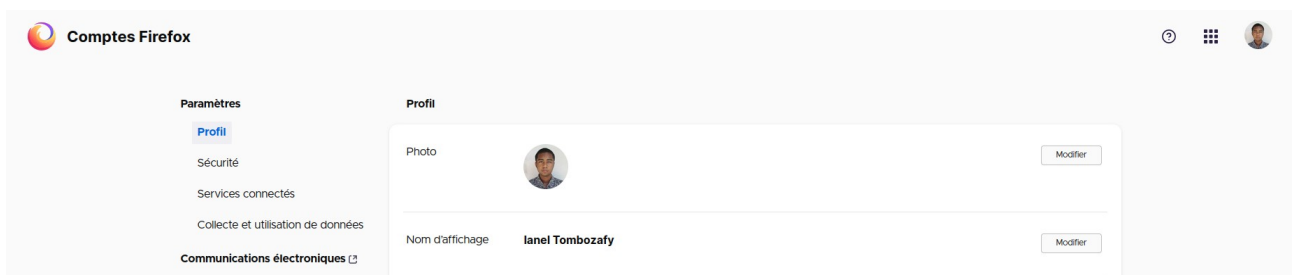 Comptes Firefox
Paramètres
Profil
Sécurité
Services connectés
Collecte et utilisation de données
Communications électroniques
Profil
Photo
Modifier
Nom d'affichage
Ianel Tombozafy
Modifier